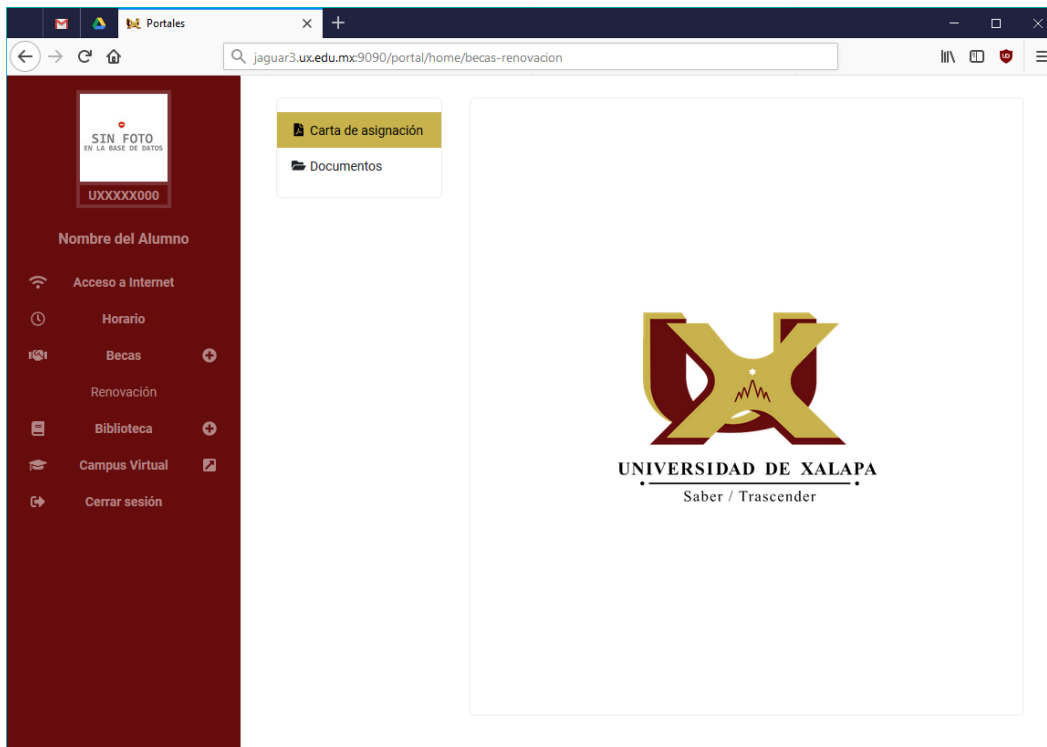 Portales
jaguar3.ux.edu.mx:9090/portal/home/becas-renovacion
SIN FOTO
EN LA BASE DE DATOS
UXXXXX000
Nombre del Alumno
Acceso a Internet
Horario
Becas
Renovación
Biblioteca
Campus Virtual
Cerrar sesión
Carta de asignación
Documentos
UNIVERSIDAD DE XALAPA
Saber / Trascender